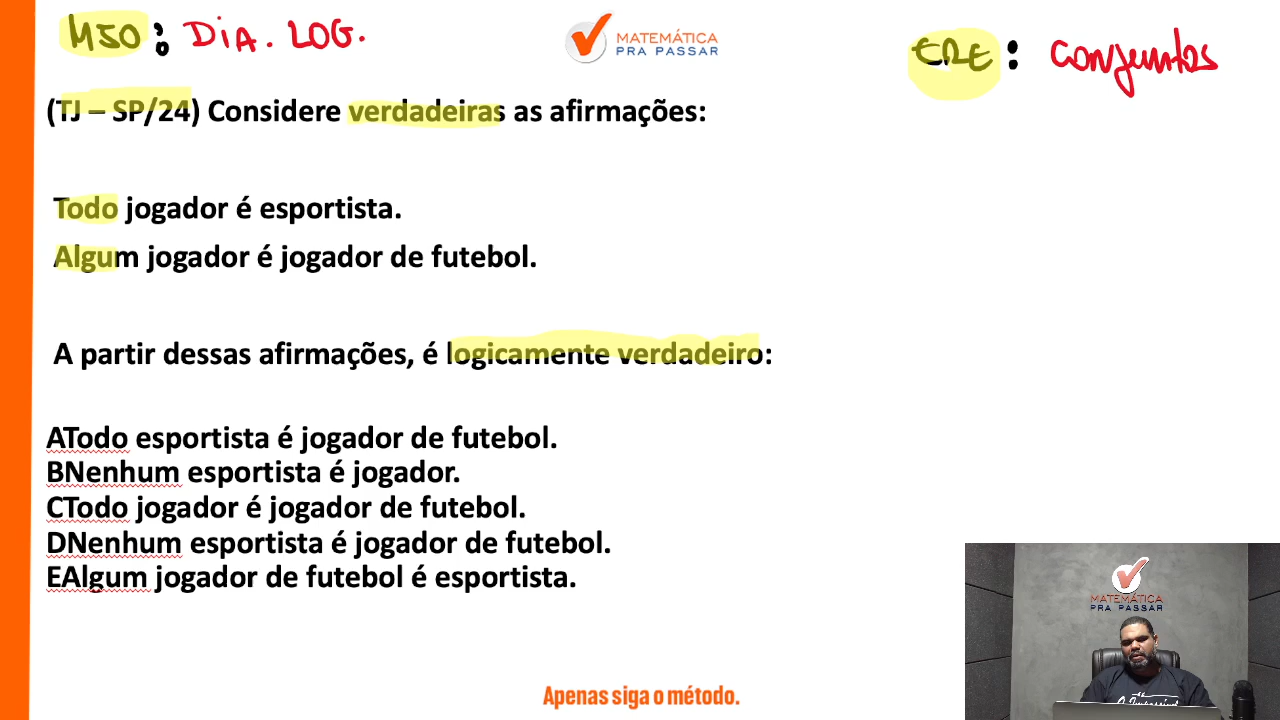 M50 : DIA. LOG.
MATEMÁTICA
PRA PASSAR
: Conjuntos
(TJ – SP/24) Considere verdadeiras as afirmações:
Todo jogador é esportista.
Algum jogador é jogador de futebol.
A partir dessas afirmações, é logicamente verdadeiro:
ATodo esportista é jogador de futebol.
BNenhum esportista é jogador.
CTodo jogador é jogador de futebol.
DNenhum esportista é jogador de futebol.
EAlgum jogador de futebol é esportista.
MATEMÁTICA
PRA PASSAR
Apenas siga o método.